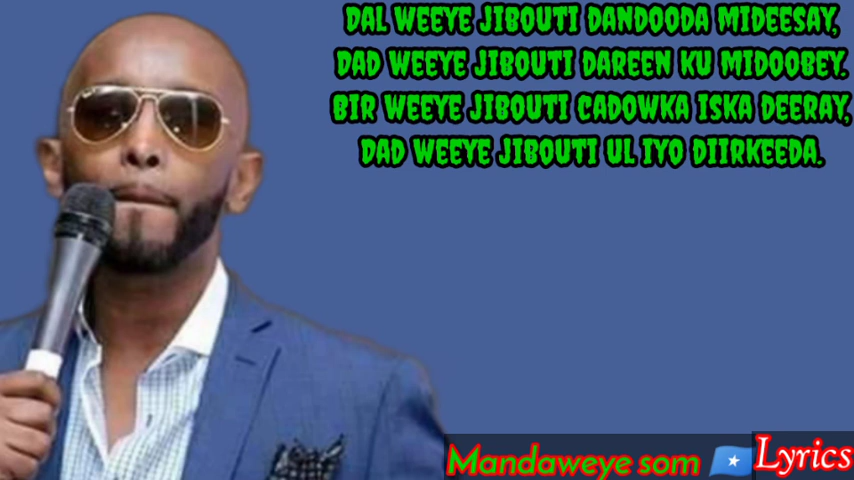 DAL WEEYE JIBOUTI DANDOODA MIDEESAY,
DAD WEEYE JIBOUTI DAREEN KU MIDOOBEY.
BIR WEEYE JIBOUTI CADOWKA ISKA DEERAY,
DAD WEEYE JIBOUTI UL IYO DIIRKEEDA.
Mandaweye som Lyrics